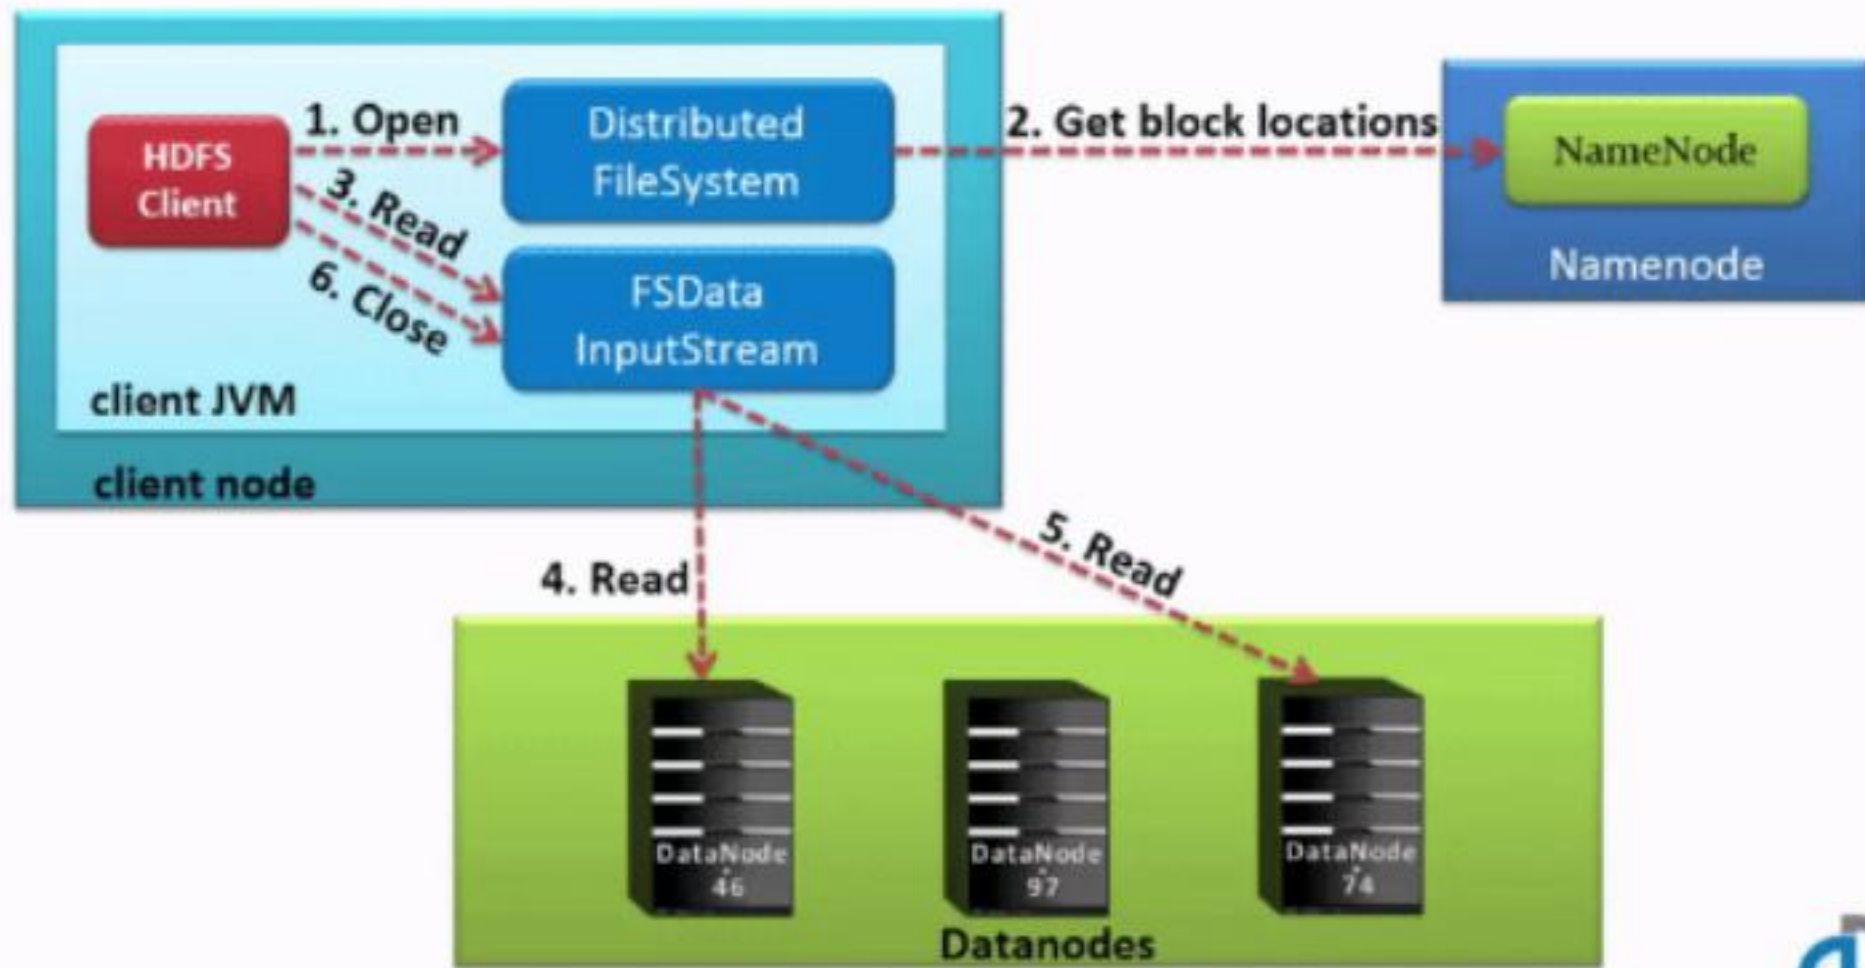 HDFS
Client
1. Open
Distributed
FileSystem
2. Get block locations
NameNode
Namenode
3. Read
6. Close
FSData
InputStream
client JVM
client node
4. Read
5. Read
DataNode
46
DataNode
97
DataNode
74
Datanodes